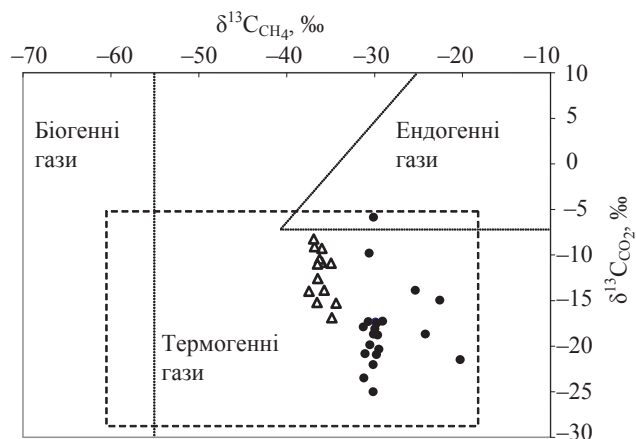 δ¹³C_CH₄, ‰
−70 −60 −50 −40 −30 −20 −10
10
5
0
−5
−10
−15
−20
−25
−30
δ¹³C_CO₂, ‰
Біогенні
гази
Ендогенні
гази
Термогенні
гази